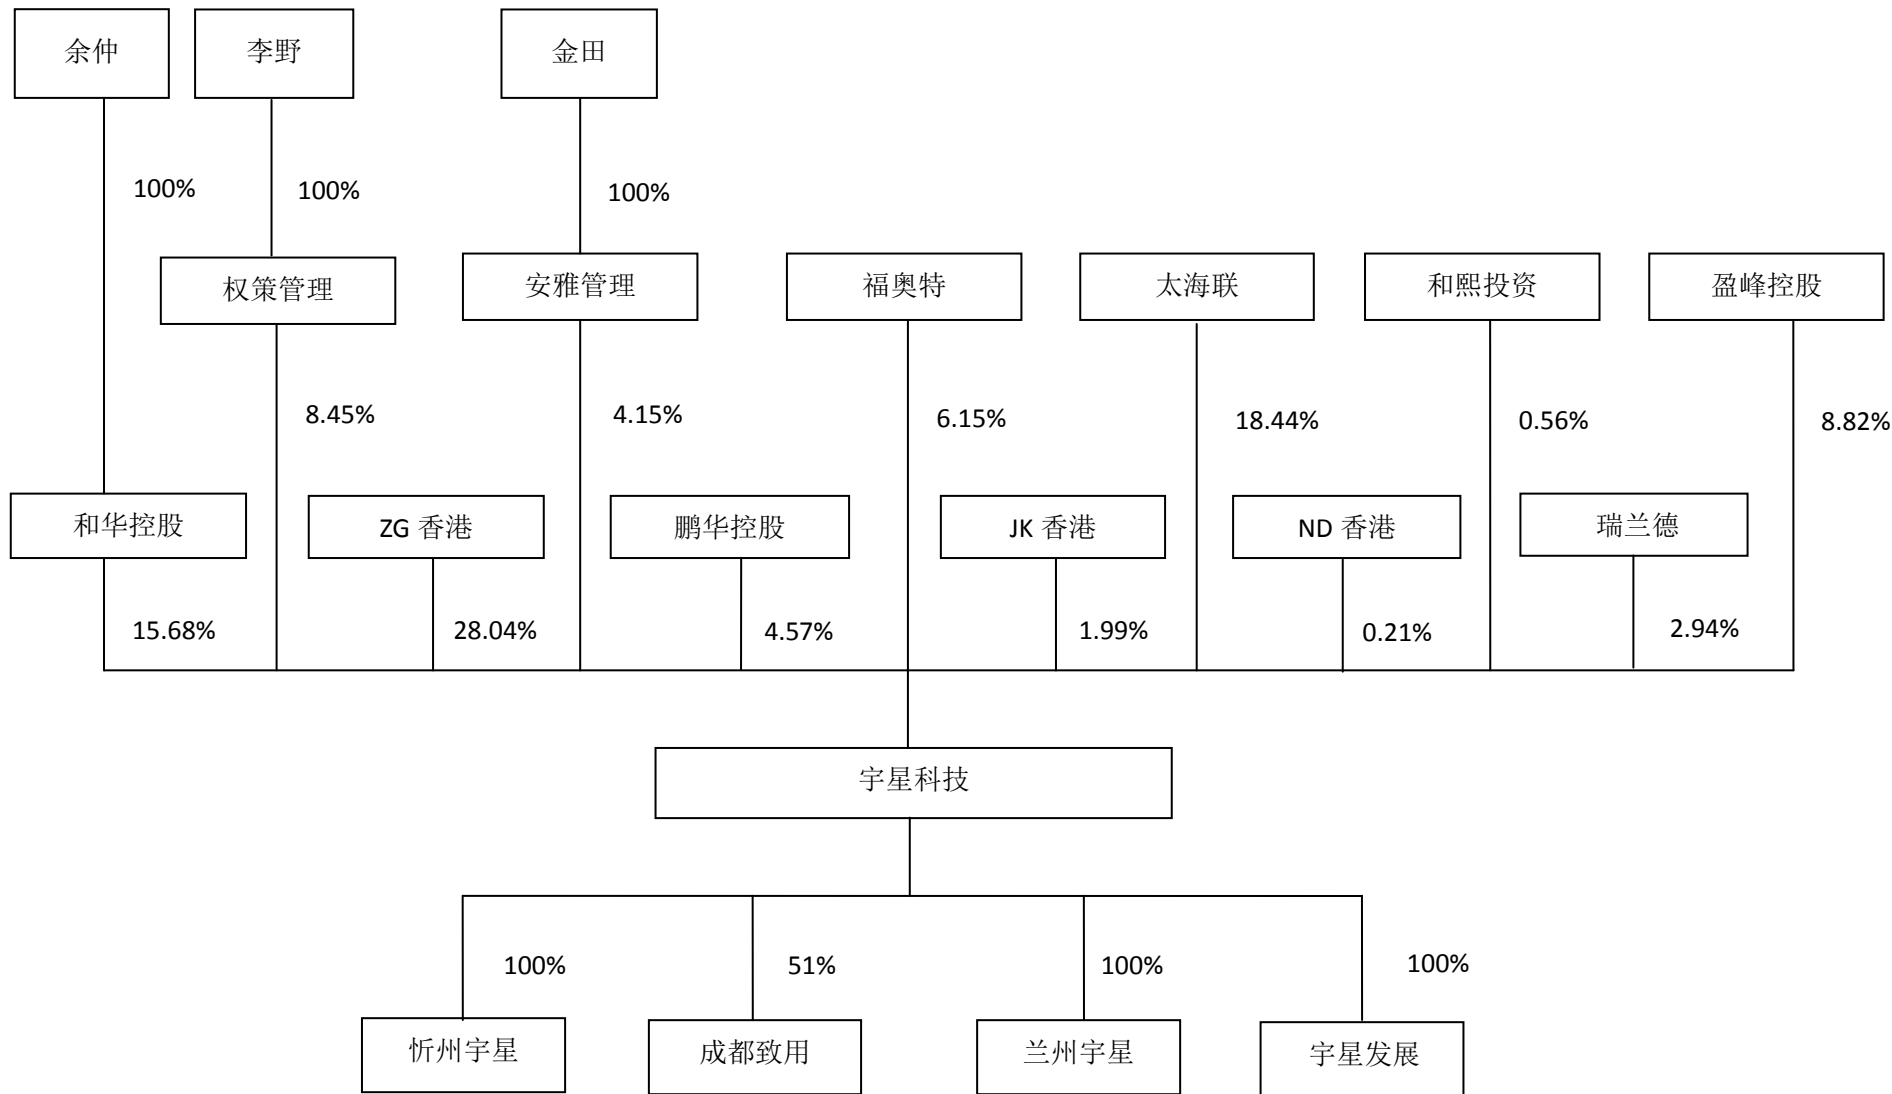 余仲
李野
金田
100%
100%
100%
权策管理
安雅管理
福奥特
太海联
和熙投资
盈峰控股
8.45%
4.15%
6.15%
18.44%
0.56%
8.82%
和华控股
ZG 香港
鹏华控股
JK 香港
ND 香港
瑞兰德
15.68%
28.04%
4.57%
1.99%
0.21%
2.94%
宇星科技
100%
51%
100%
100%
忻州宇星
成都致用
兰州宇星
宇星发展